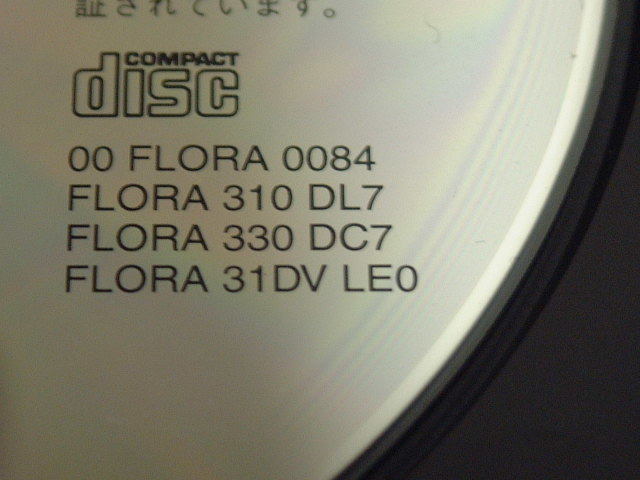 証されています。
COMPACT
disc
00 FLORA 0084
FLORA 310 DL7
FLORA 330 DC7
FLORA 31DV LE0